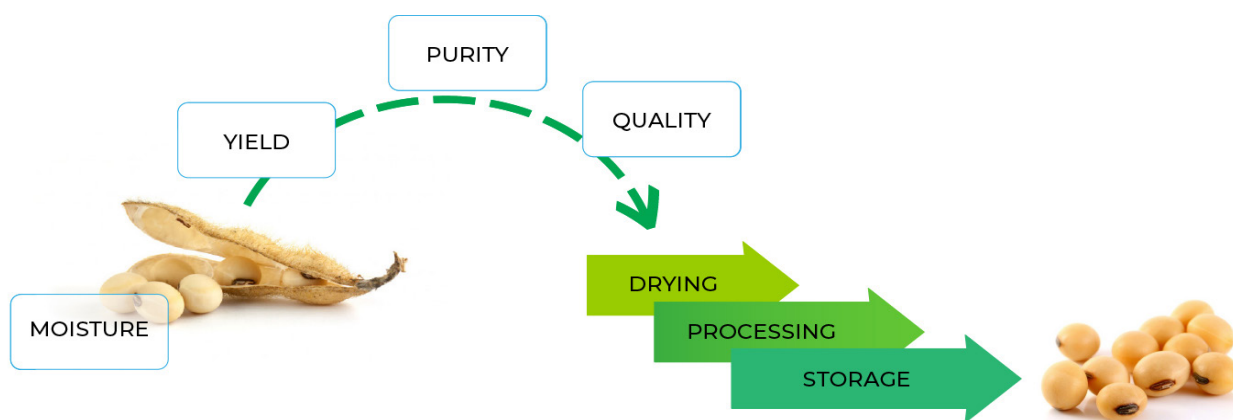 PURITY
YIELD
QUALITY
MOISTURE
DRYING
PROCESSING
STORAGE